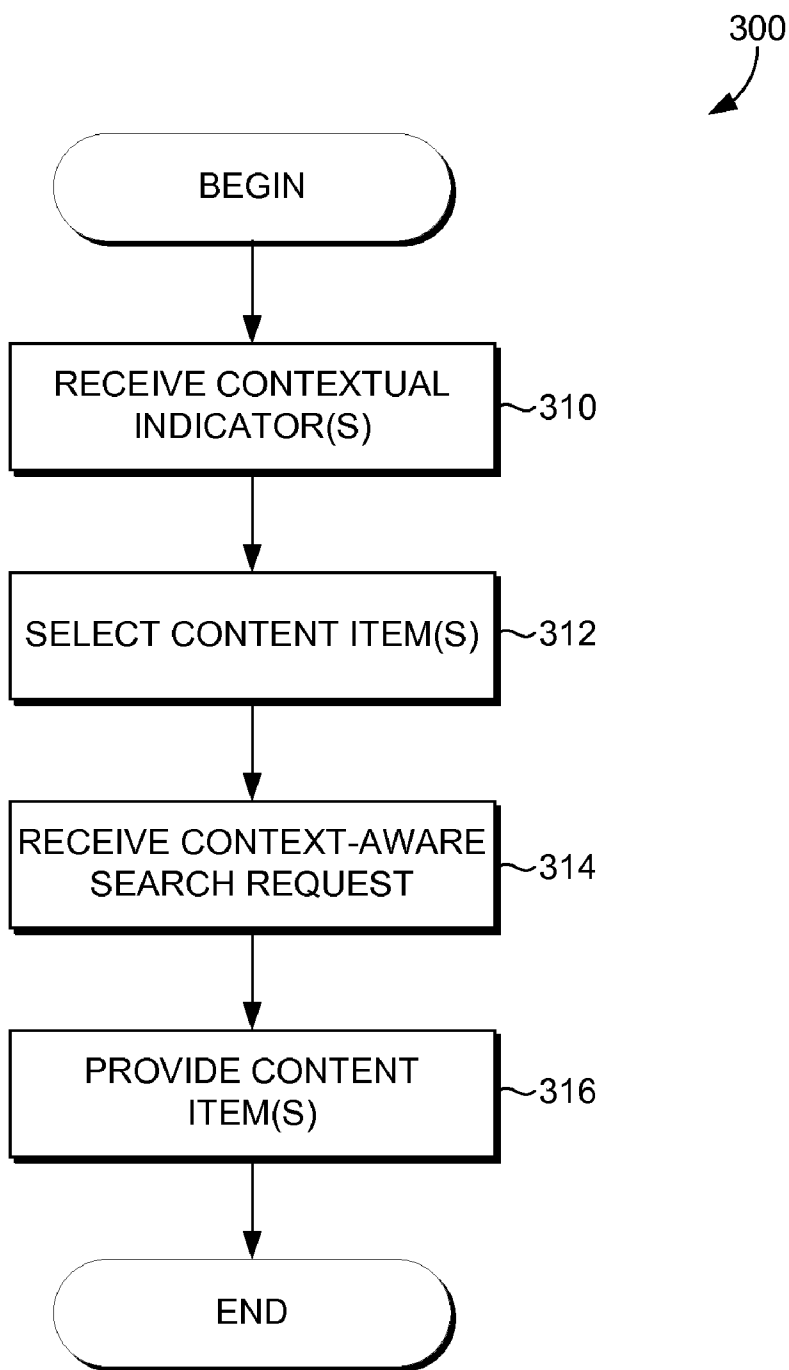 300
BEGIN
RECEIVE CONTEXTUAL
INDICATOR(S)
310
SELECT CONTENT ITEM(S)
312
RECEIVE CONTEXT-AWARE
SEARCH REQUEST
314
PROVIDE CONTENT
ITEM(S)
316
END